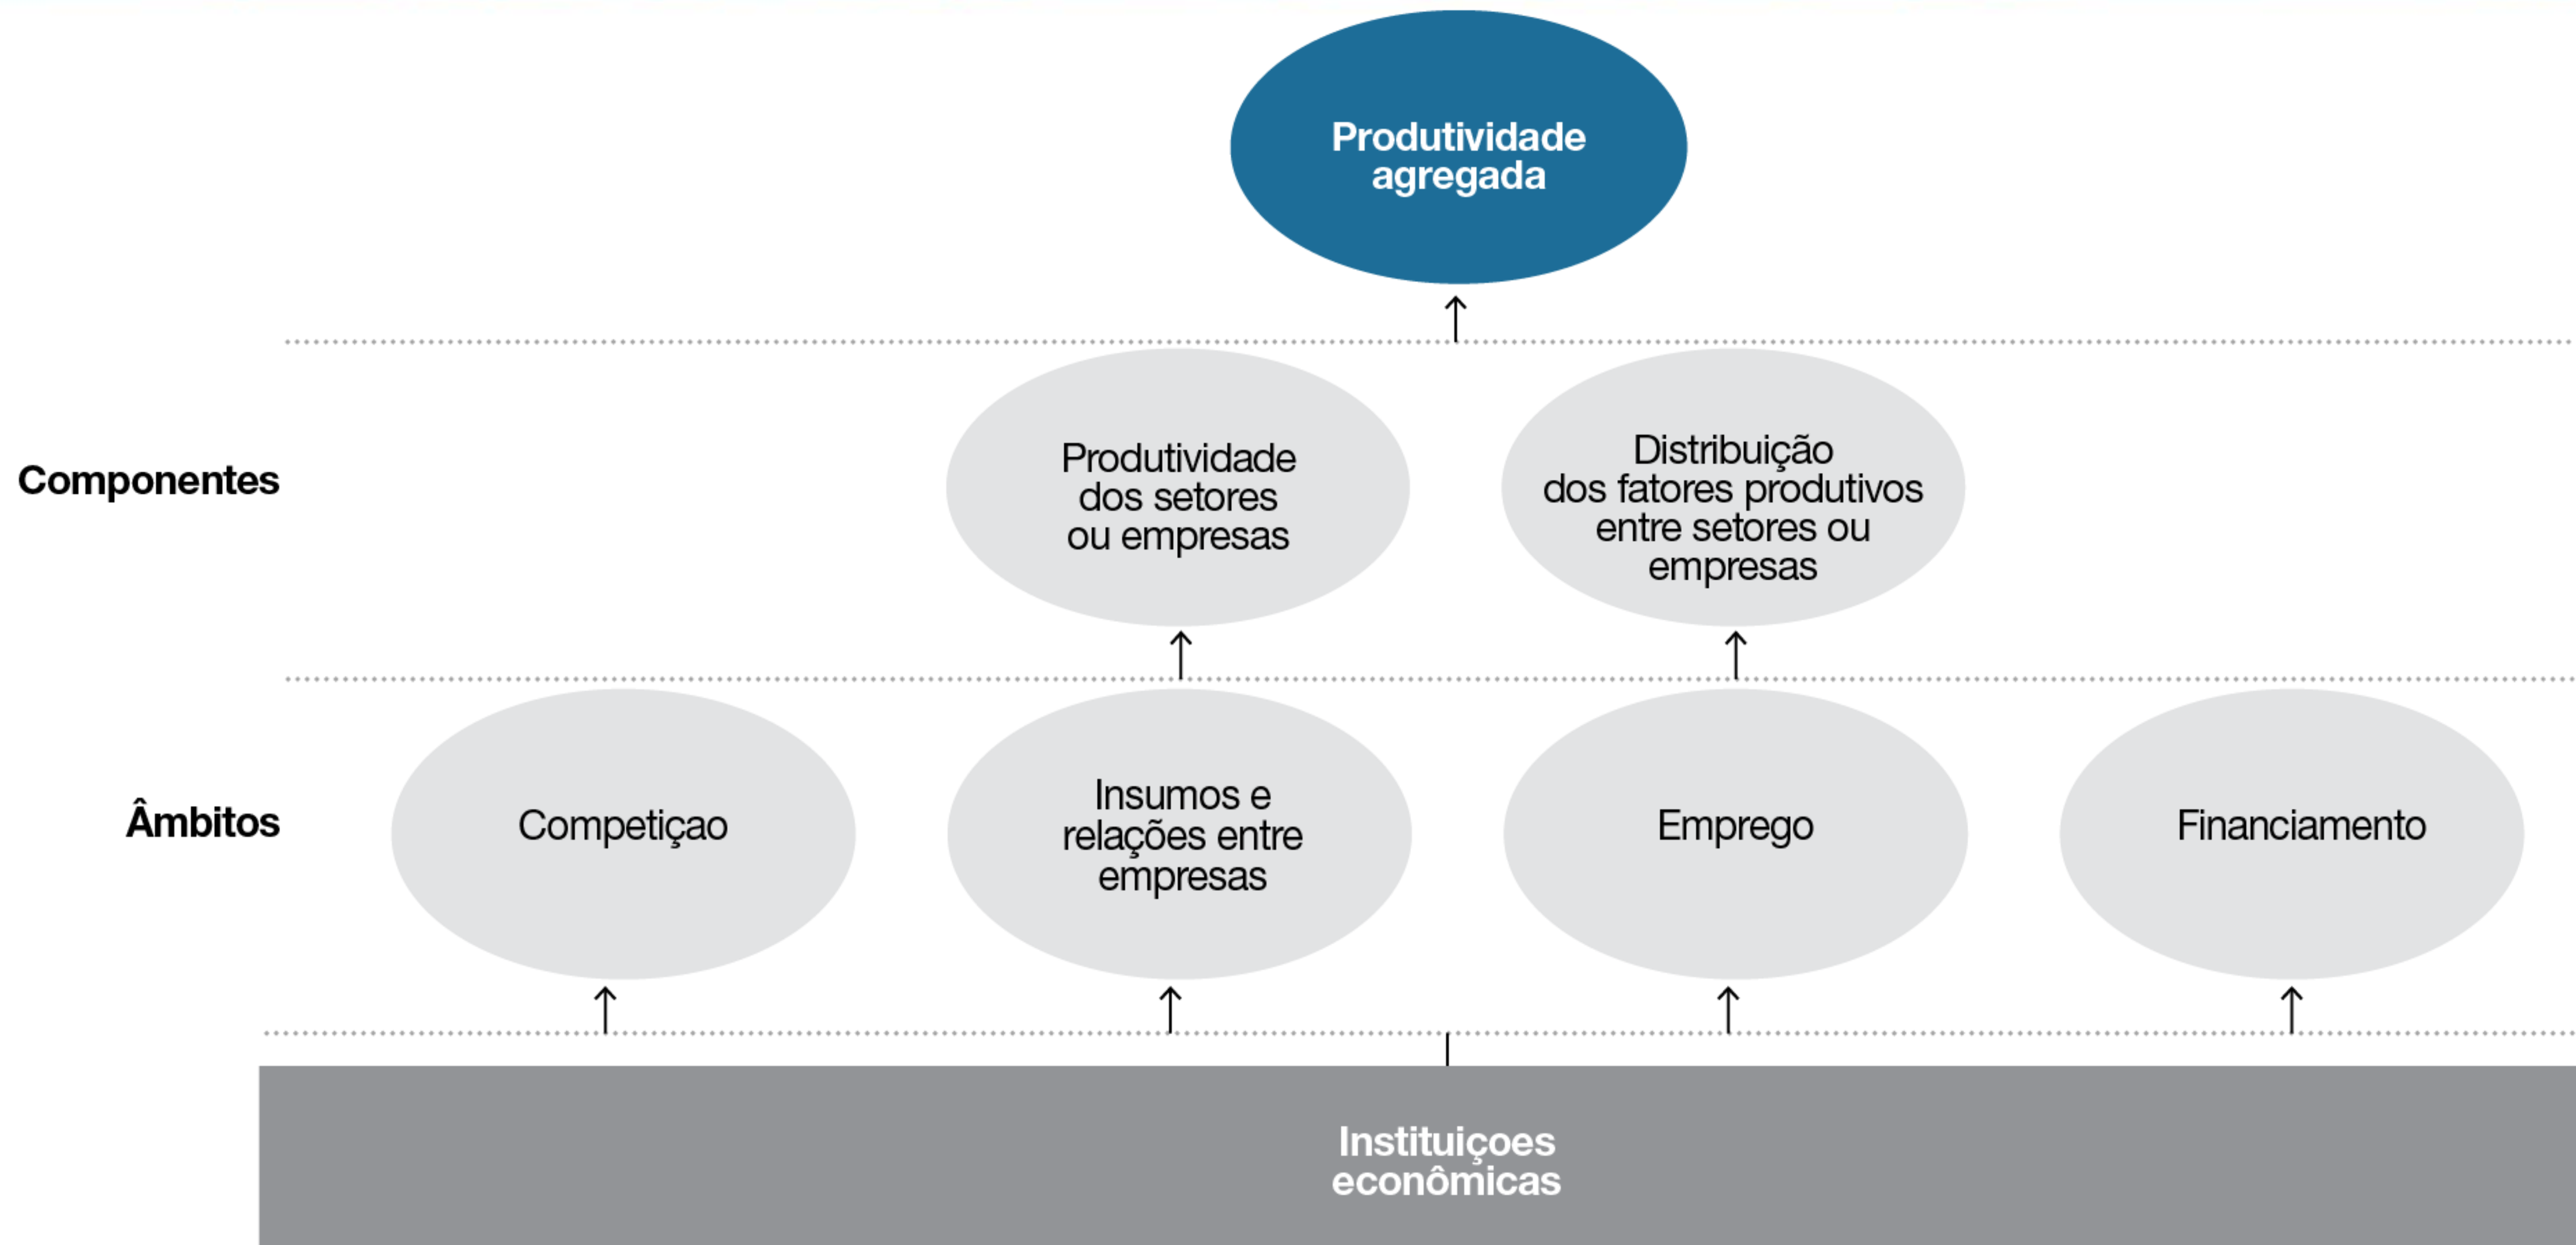 Produtividade
agregada
Componentes
Produtividade
dos setores
ou empresas
Distribuição
dos fatores produtivos
entre setores ou
empresas
Âmbitos
Competiçao
Insumos e
relações entre
empresas
Emprego
Financiamento
Instituiçoes
econômicas